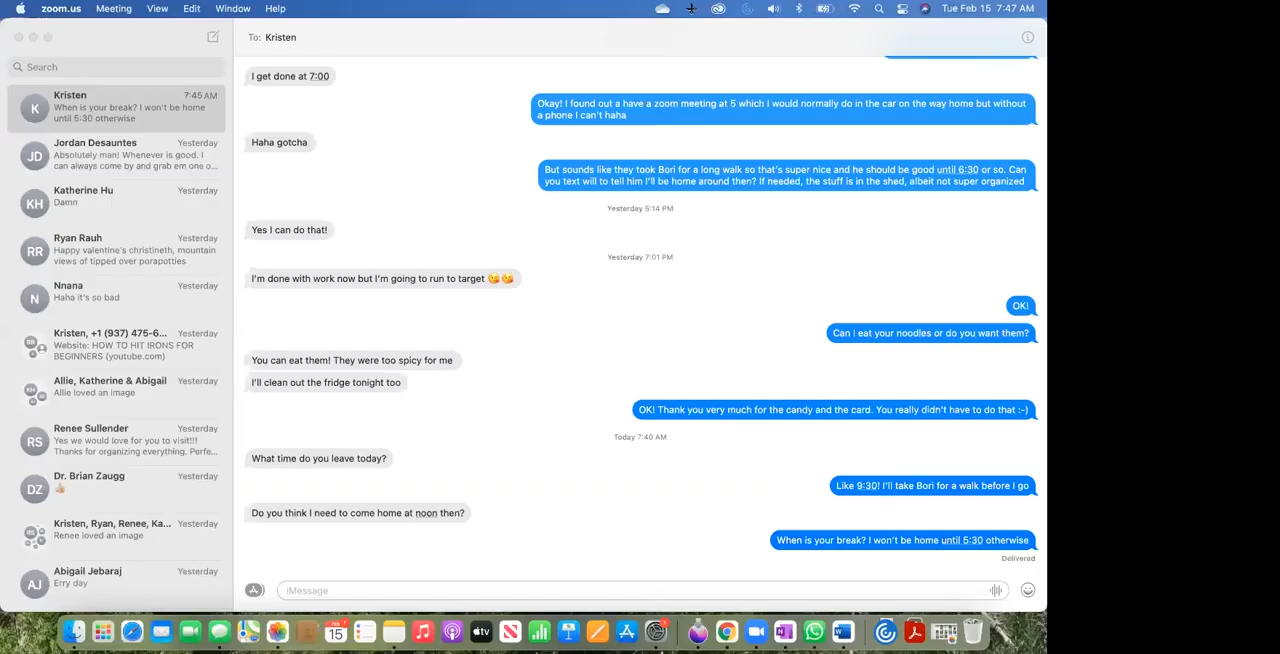 zoom.us Meeting View Edit Window Help
Tue Feb 15 7:47 AM
Search
Kristen 7:45 AM
When is your break? I won't be home
until 5:30 otherwise
Jordan Desauntes Yesterday
Absolutely man! Whenever is good. I
can always come by and grab em one o...
Katherine Hu Yesterday
Damn
Ryan Rauh Yesterday
Happy valentine's christineth, mountain
views of tipped over porapotties
Nnana Yesterday
Haha it's so bad
Kristen, +1 (937) 475-6... Yesterday
Website: HOW TO HIT IRONS FOR
BEGINNERS (youtube.com)
Allie, Katherine & Abigail Yesterday
Allie loved an image
Renee Sullender Yesterday
Yes we would love for you to visit!!!
Thanks for organizing everything. Perfe...
Dr. Brian Zaugg Yesterday
👍🏼
Kristen, Ryan, Renee, Ka... Yesterday
Renee loved an image
Abigail Jebaraj Yesterday
Erry day
K
JD
KH
RR
N
RS
DZ
AJ
To: Kristen
I get done at 7:00
Okay! I found out a have a zoom meeting at 5 which I would normally do in the car on the way home but without
a phone I can't haha
Haha gotcha
But sounds like they took Bori for a long walk so that's super nice and he should be good until 6:30 or so. Can
you text will to tell him I'll be home around then? If needed, the stuff is in the shed, albeit not super organized
Yesterday 5:14 PM
Yes I can do that!
Yesterday 7:01 PM
I'm done with work now but I'm going to run to target 😘😘
OK!
Can I eat your noodles or do you want them?
You can eat them! They were too spicy for me
I'll clean out the fridge tonight too
OK! Thank you very much for the candy and the card. You really didn't have to do that :-)
Today 7:40 AM
What time do you leave today?
Like 9:30! I'll take Bori for a walk before I go
Do you think I need to come home at noon then?
When is your break? I won't be home until 5:30 otherwise
Delivered
iMessage
15
tv